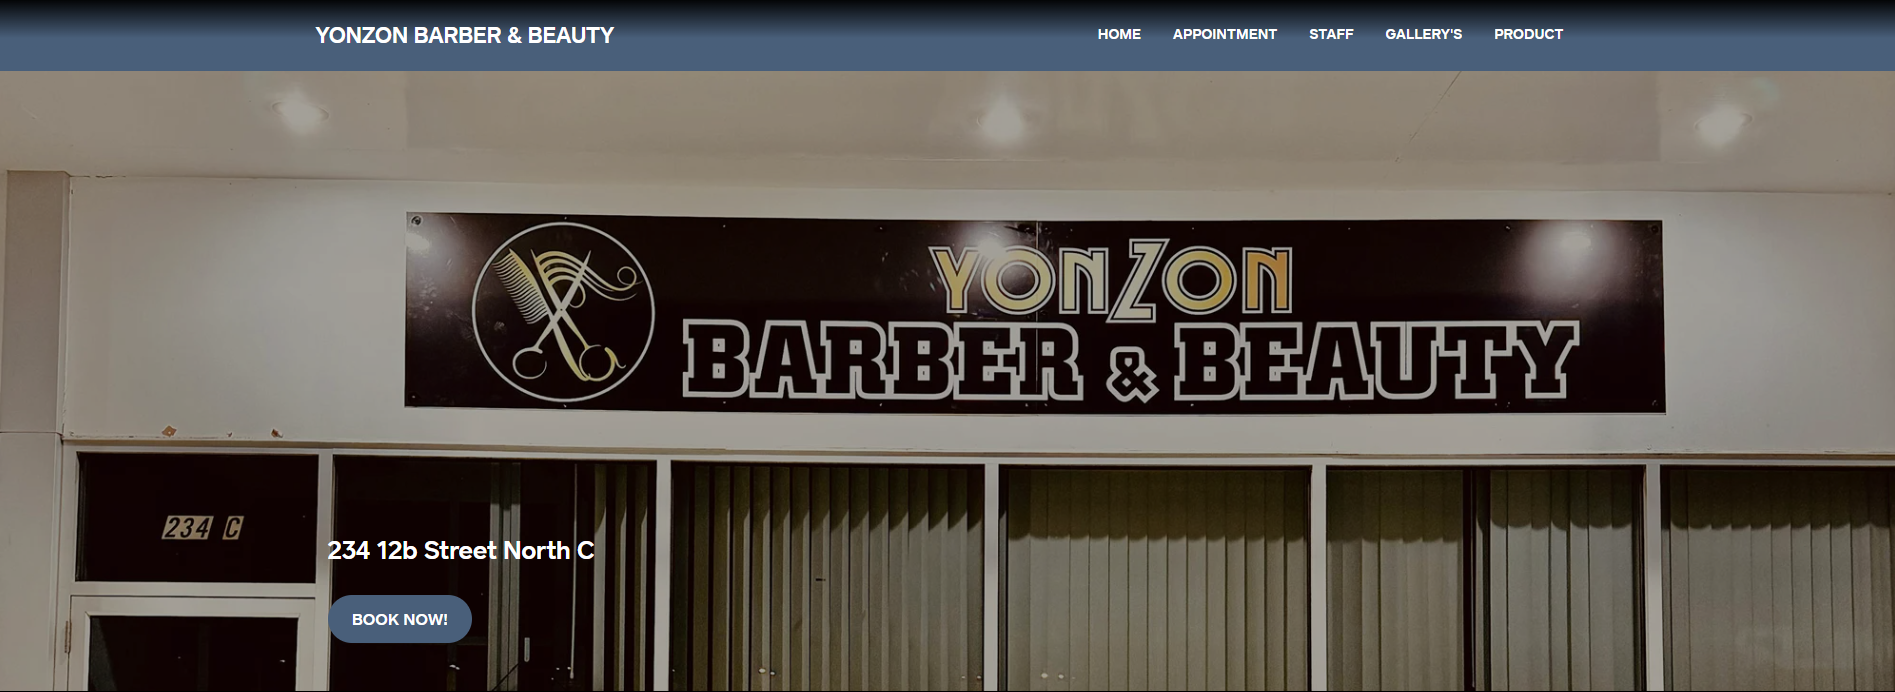 YONZON BARBER & BEAUTY
HOME APPOINTMENT STAFF GALLERY'S PRODUCT
YONZON
BARBER & BEAUTY
234 C
234 12b Street North C
BOOK NOW!